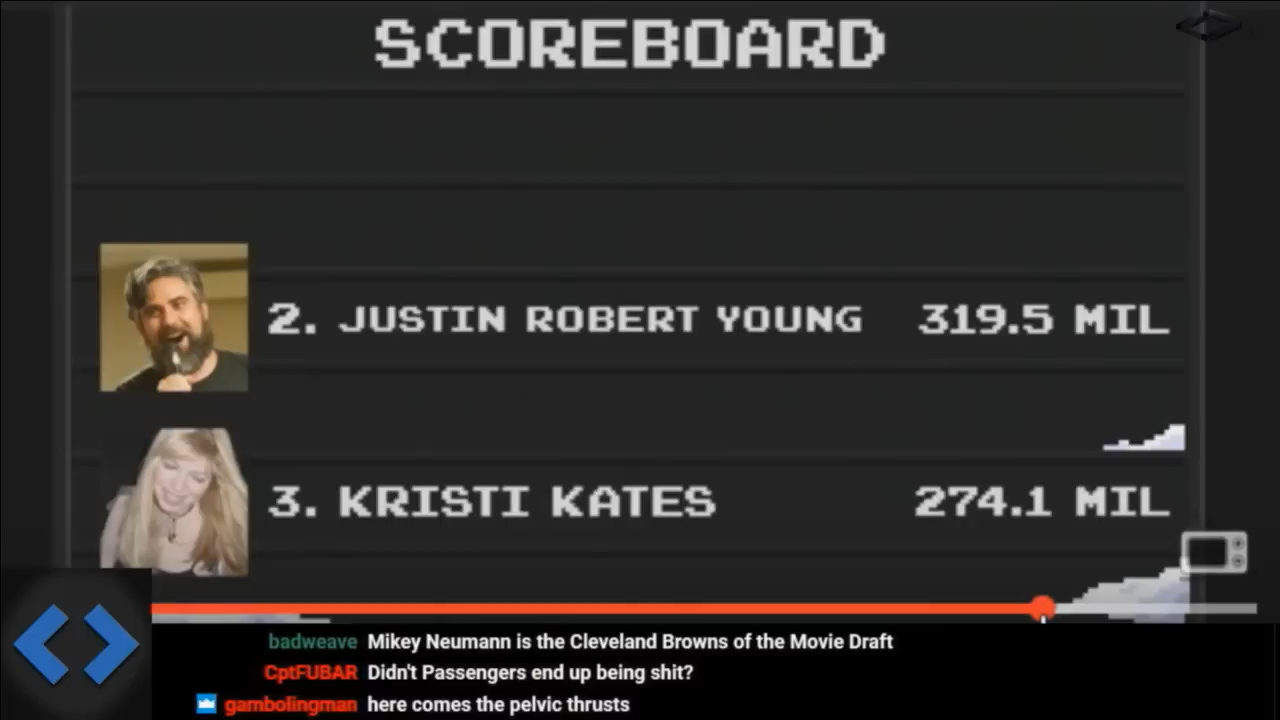 SCOREBOARD
2. JUSTIN ROBERT YOUNG 319.5 MIL
3. KRISTI KATES 274.1 MIL
badweave Mikey Neumann is the Cleveland Browns of the Movie Draft
CptFUBAR Didn't Passengers end up being shit?
gambolingman here comes the pelvic thrusts